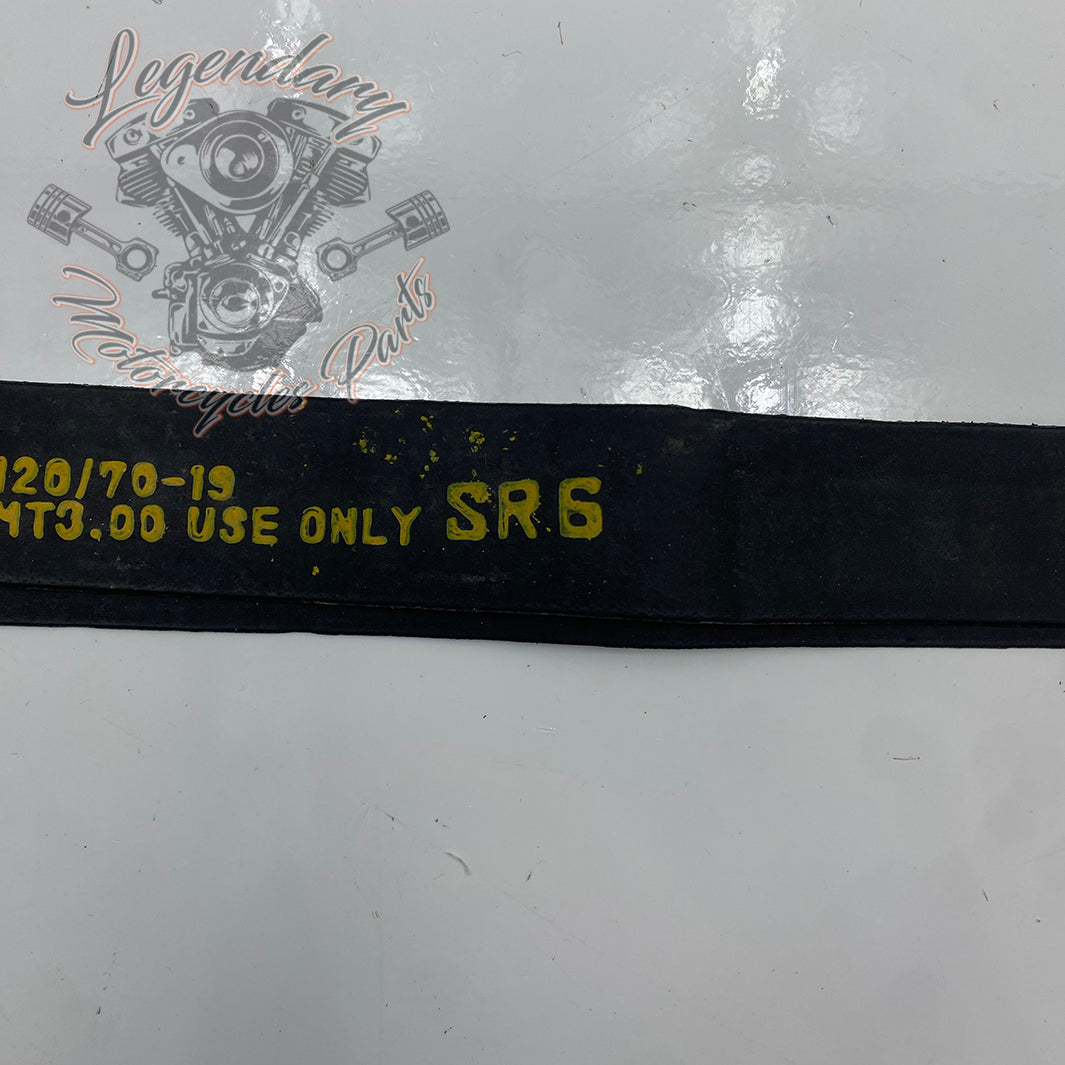 Legendary
Motorcycles Parts
120/70-19
MT3.00 USE ONLY SR6